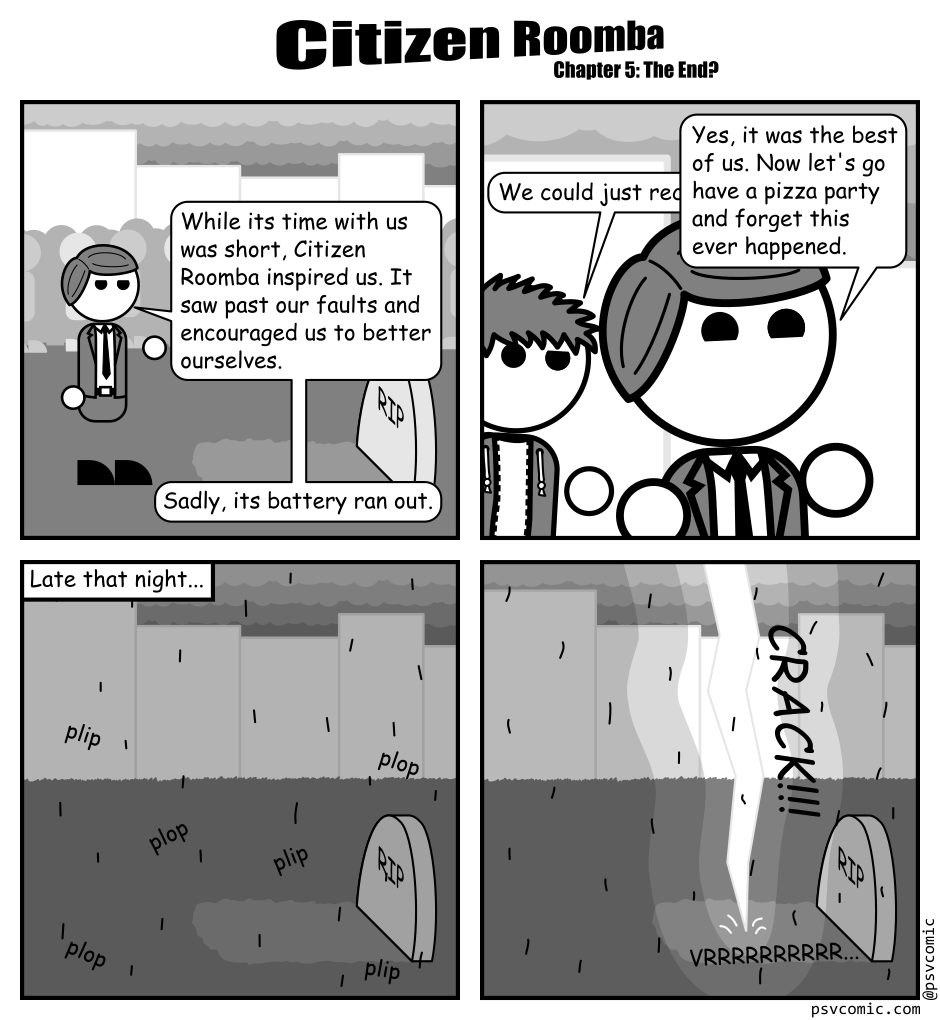 Citizen Roomba
Chapter 5: The End?
While its time with us
was short, Citizen
Roomba inspired us. It
saw past our faults and
encouraged us to better
ourselves.
RIP
Sadly, its battery ran out.
We could just rec
Yes, it was the best
of us. Now let's go
have a pizza party
and forget this
ever happened.
Late that night...
plip
plop
plop
plip
RIP
plop
plip
CRACK!!!
RIP
VRRRRRRRRRR...
@psvcomic
psvcomic.com